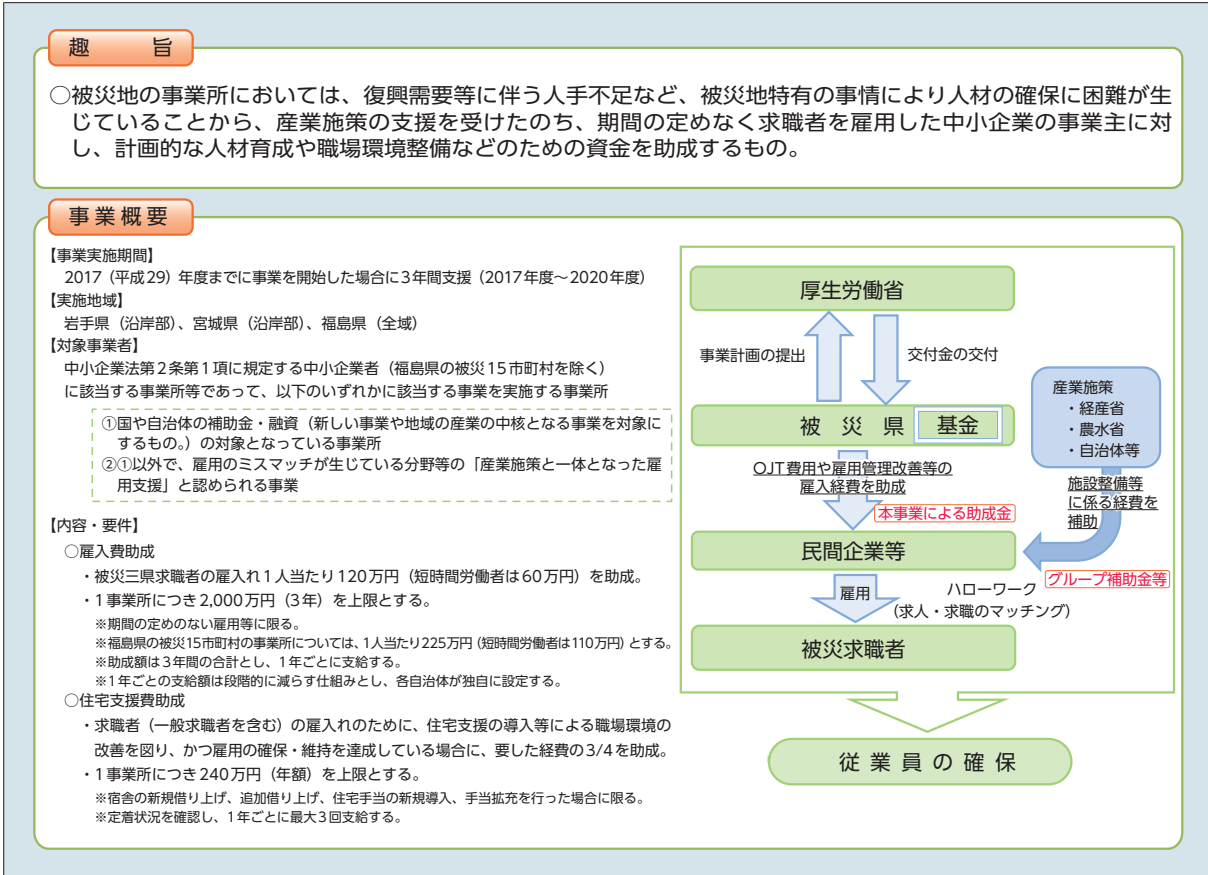 趣　　旨
○被災地の事業所においては、復興需要等に伴う人手不足など、被災地特有の事情により人材の確保に困難が生
じていることから、産業施策の支援を受けたのち、期間の定めなく求職者を雇用した中小企業の事業主に対
し、計画的な人材育成や職場環境整備などのための資金を助成するもの。
事業概要
【事業実施期間】
2017（平成29）年度までに事業を開始した場合に3年間支援（2017年度～2020年度）
【実施地域】
岩手県（沿岸部）、宮城県（沿岸部）、福島県（全域）
【対象事業者】
中小企業法第2条第1項に規定する中小企業者（福島県の被災15市町村を除く）
に該当する事業所等であって、以下のいずれかに該当する事業を実施する事業所
①国や自治体の補助金・融資（新しい事業や地域の産業の中核となる事業を対象に
するもの。）の対象となっている事業所
②①以外で、雇用のミスマッチが生じている分野等の「産業施策と一体となった雇
用支援」と認められる事業
【内容・要件】
○雇入費助成
・被災三県求職者の雇入れ1人当たり120万円（短時間労働者は60万円）を助成。
・1事業所につき2,000万円（3年）を上限とする。
※期間の定めのない雇用等に限る。
※福島県の被災15市町村の事業所については、1人当たり225万円（短時間労働者は110万円）とする。
※助成額は3年間の合計とし、1年ごとに支給する。
※1年ごとの支給額は段階的に減らす仕組みとし、各自治体が独自に設定する。
○住宅支援費助成
・求職者（一般求職者を含む）の雇入れのために、住宅支援の導入等による職場環境の
改善を図り、かつ雇用の確保・維持を達成している場合に、要した経費の3/4を助成。
・1事業所につき240万円（年額）を上限とする。
※宿舎の新規借り上げ、追加借り上げ、住宅手当の新規導入、手当拡充を行った場合に限る。
※定着状況を確認し、1年ごとに最大3回支給する。
厚生労働省
事業計画の提出
交付金の交付
被災県
基金
産業施策
・経産省
・農水省
・自治体等
OJT費用や雇用管理改善等の
雇入経費を助成
本事業による助成金
施設整備等
に係る経費を
補助
民間企業等
グループ補助金等
雇用
ハローワーク
（求人・求職のマッチング）
被災求職者
従業員の確保